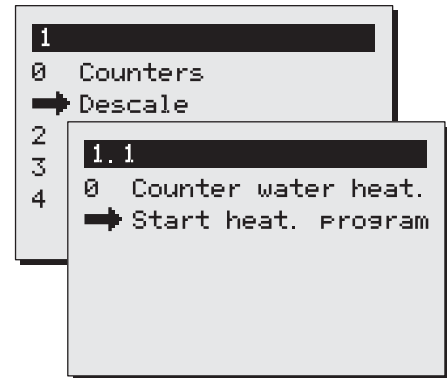 1
0 Counters
Descale
2
3
4
1.1
0 Counter water heat.
Start heat. program